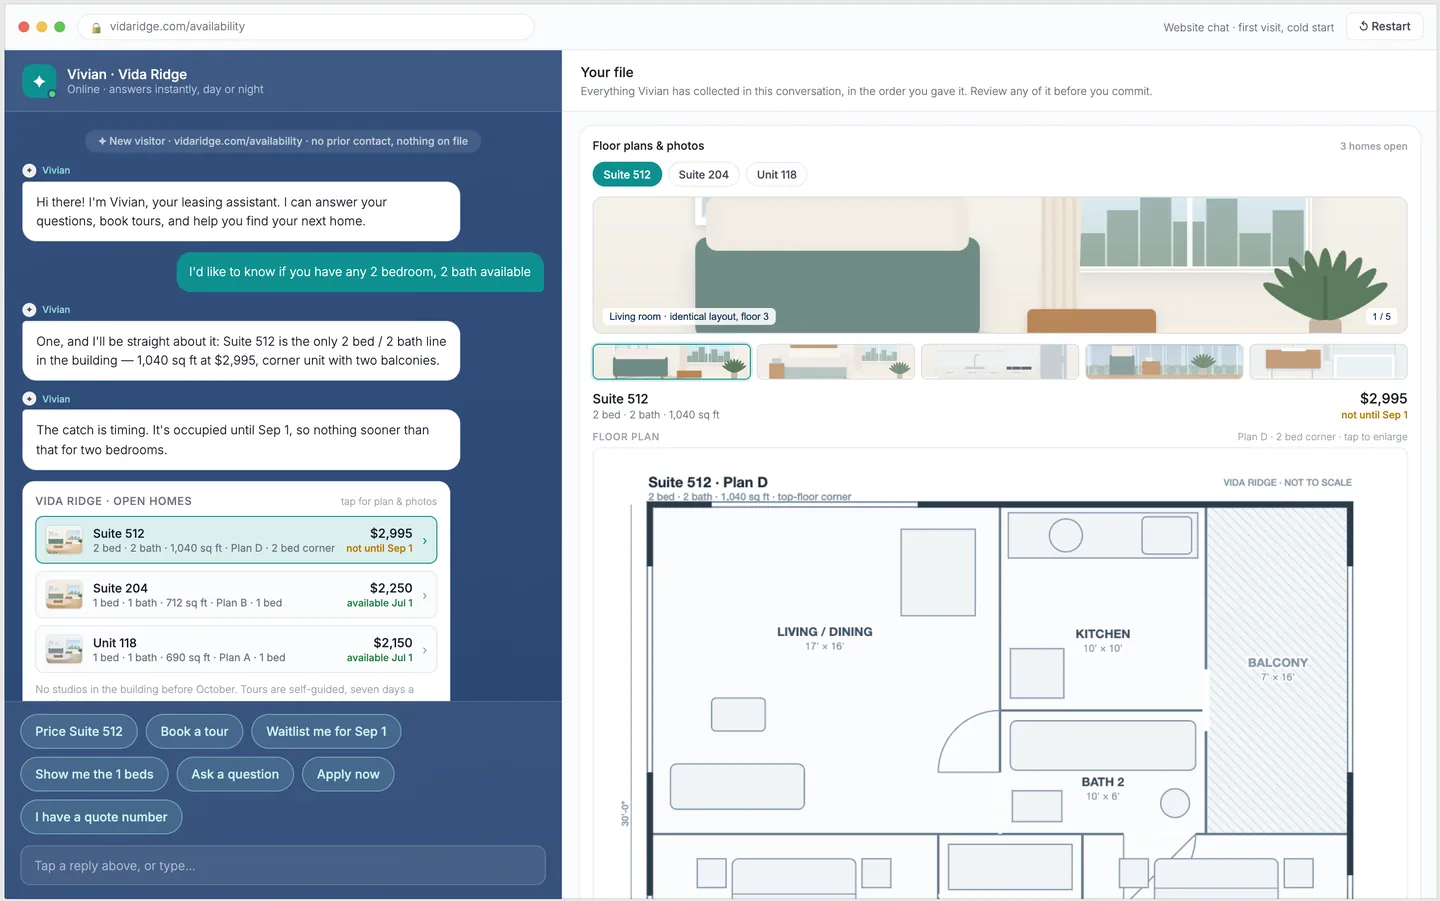 vidaridge.com/availability
Website chat · first visit, cold start
Restart
Vivian · Vida Ridge
Online · answers instantly, day or night
New visitor · vidaridge.com/availability · no prior contact, nothing on file
Vivian
Hi there! I'm Vivian, your leasing assistant. I can answer your
questions, book tours, and help you find your next home.
I'd like to know if you have any 2 bedroom, 2 bath available
Vivian
One, and I'll be straight about it: Suite 512 is the only 2 bed / 2 bath line
in the building — 1,040 sq ft at $2,995, corner unit with two balconies.
Vivian
The catch is timing. It's occupied until Sep 1, so nothing sooner than
that for two bedrooms.
VIDA RIDGE · OPEN HOMES
tap for plan & photos
Suite 512
$2,995
2 bed · 2 bath · 1,040 sq ft · Plan D · 2 bed corner
not until Sep 1
Suite 204
$2,250
1 bed · 1 bath · 712 sq ft · Plan B · 1 bed
available Jul 1
Unit 118
$2,150
1 bed · 1 bath · 690 sq ft · Plan A · 1 bed
available Jul 1
No studios in the building before October. Tours are self-guided, seven days a
Price Suite 512
Book a tour
Waitlist me for Sep 1
Show me the 1 beds
Ask a question
Apply now
I have a quote number
Tap a reply above, or type...
Your file
Everything Vivian has collected in this conversation, in the order you gave it. Review any of it before you commit.
Floor plans & photos
3 homes open
Suite 512
Suite 204
Unit 118
Living room · identical layout, floor 3
1 / 5
Suite 512
$2,995
2 bed · 2 bath · 1,040 sq ft
not until Sep 1
FLOOR PLAN
Plan D · 2 bed corner · tap to enlarge
Suite 512 · Plan D
VIDA RIDGE · NOT TO SCALE
2 bed · 2 bath · 1,040 sq ft · top-floor corner
LIVING / DINING
17' × 16'
KITCHEN
10' × 10'
BALCONY
7' × 16'
BATH 2
10' × 6'
30'-0"